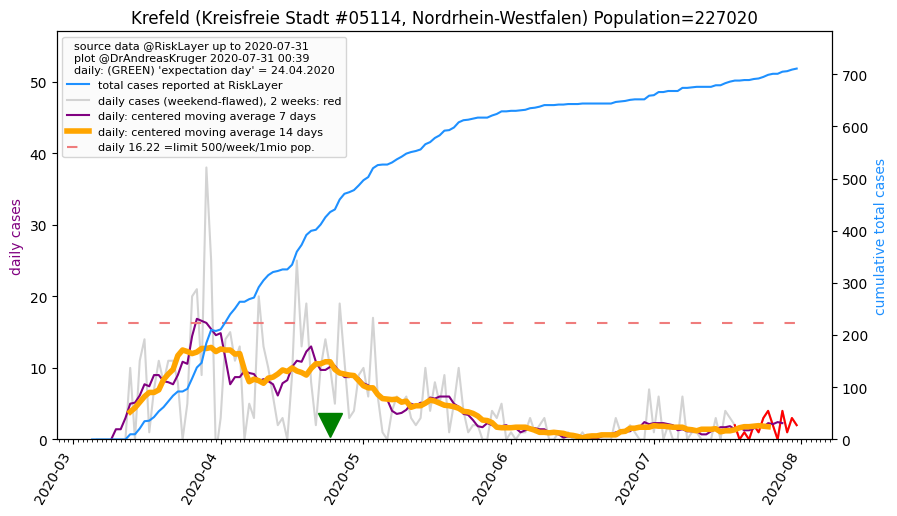 Krefeld (Kreisfreie Stadt #05114, Nordrhein-Westfalen) Population=227020
source data @RiskLayer up to 2020-07-31
plot @DrAndreasKruger 2020-07-31 00:39
daily: (GREEN) 'expectation day' = 24.04.2020
total cases reported at RiskLayer
daily cases (weekend-flawed), 2 weeks: red
daily: centered moving average 7 days
daily: centered moving average 14 days
daily 16.22 =limit 500/week/1mio pop.
daily cases
50
40
30
20
10
0
cumulative total cases
700
600
500
400
300
200
100
0
2020-03
2020-04
2020-05
2020-06
2020-07
2020-08